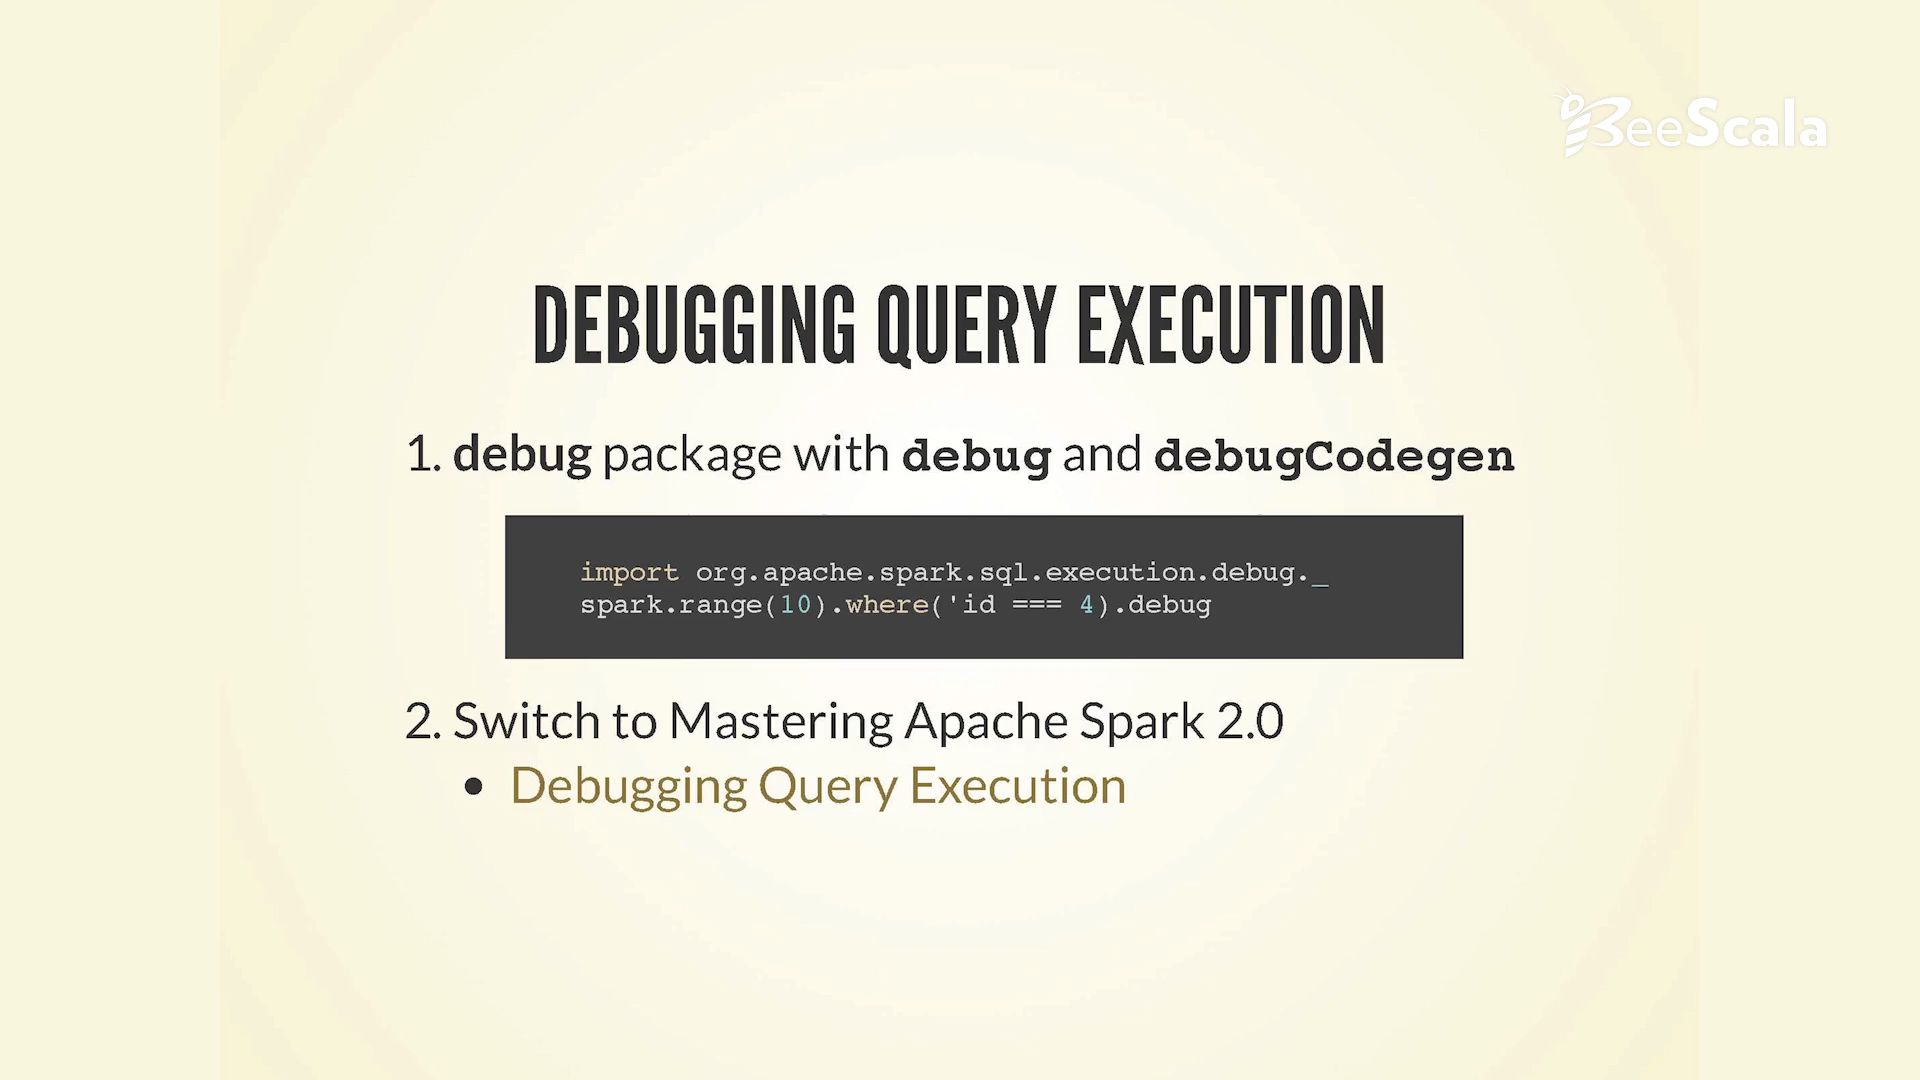 BeeScala
DEBUGGING QUERY EXECUTION
1. debug package with debug and debugCodegen
import org.apache.spark.sql.execution.debug._
spark.range(10).where('id === 4).debug
2. Switch to Mastering Apache Spark 2.0
• Debugging Query Execution